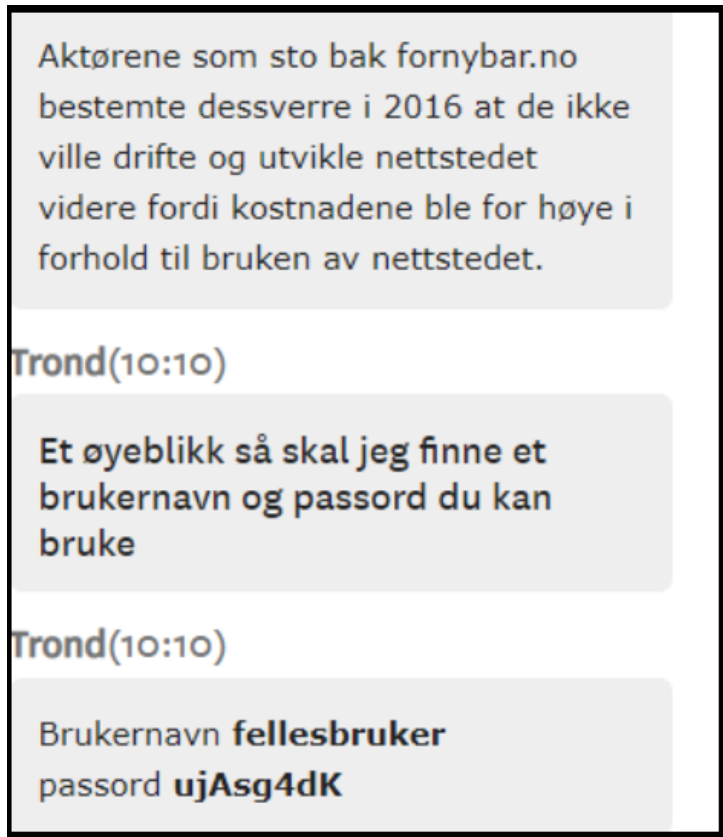 Aktørene som sto bak fornybar.no
bestemte dessverre i 2016 at de ikke
ville drifte og utvikle nettstedet
videre fordi kostnadene ble for høye i
forhold til bruken av nettstedet.
Trond(10:10)
Et øyeblikk så skal jeg finne et
brukernavn og passord du kan
bruke
Trond(10:10)
Brukernavn fellesbruker
passord ujAsg4dK